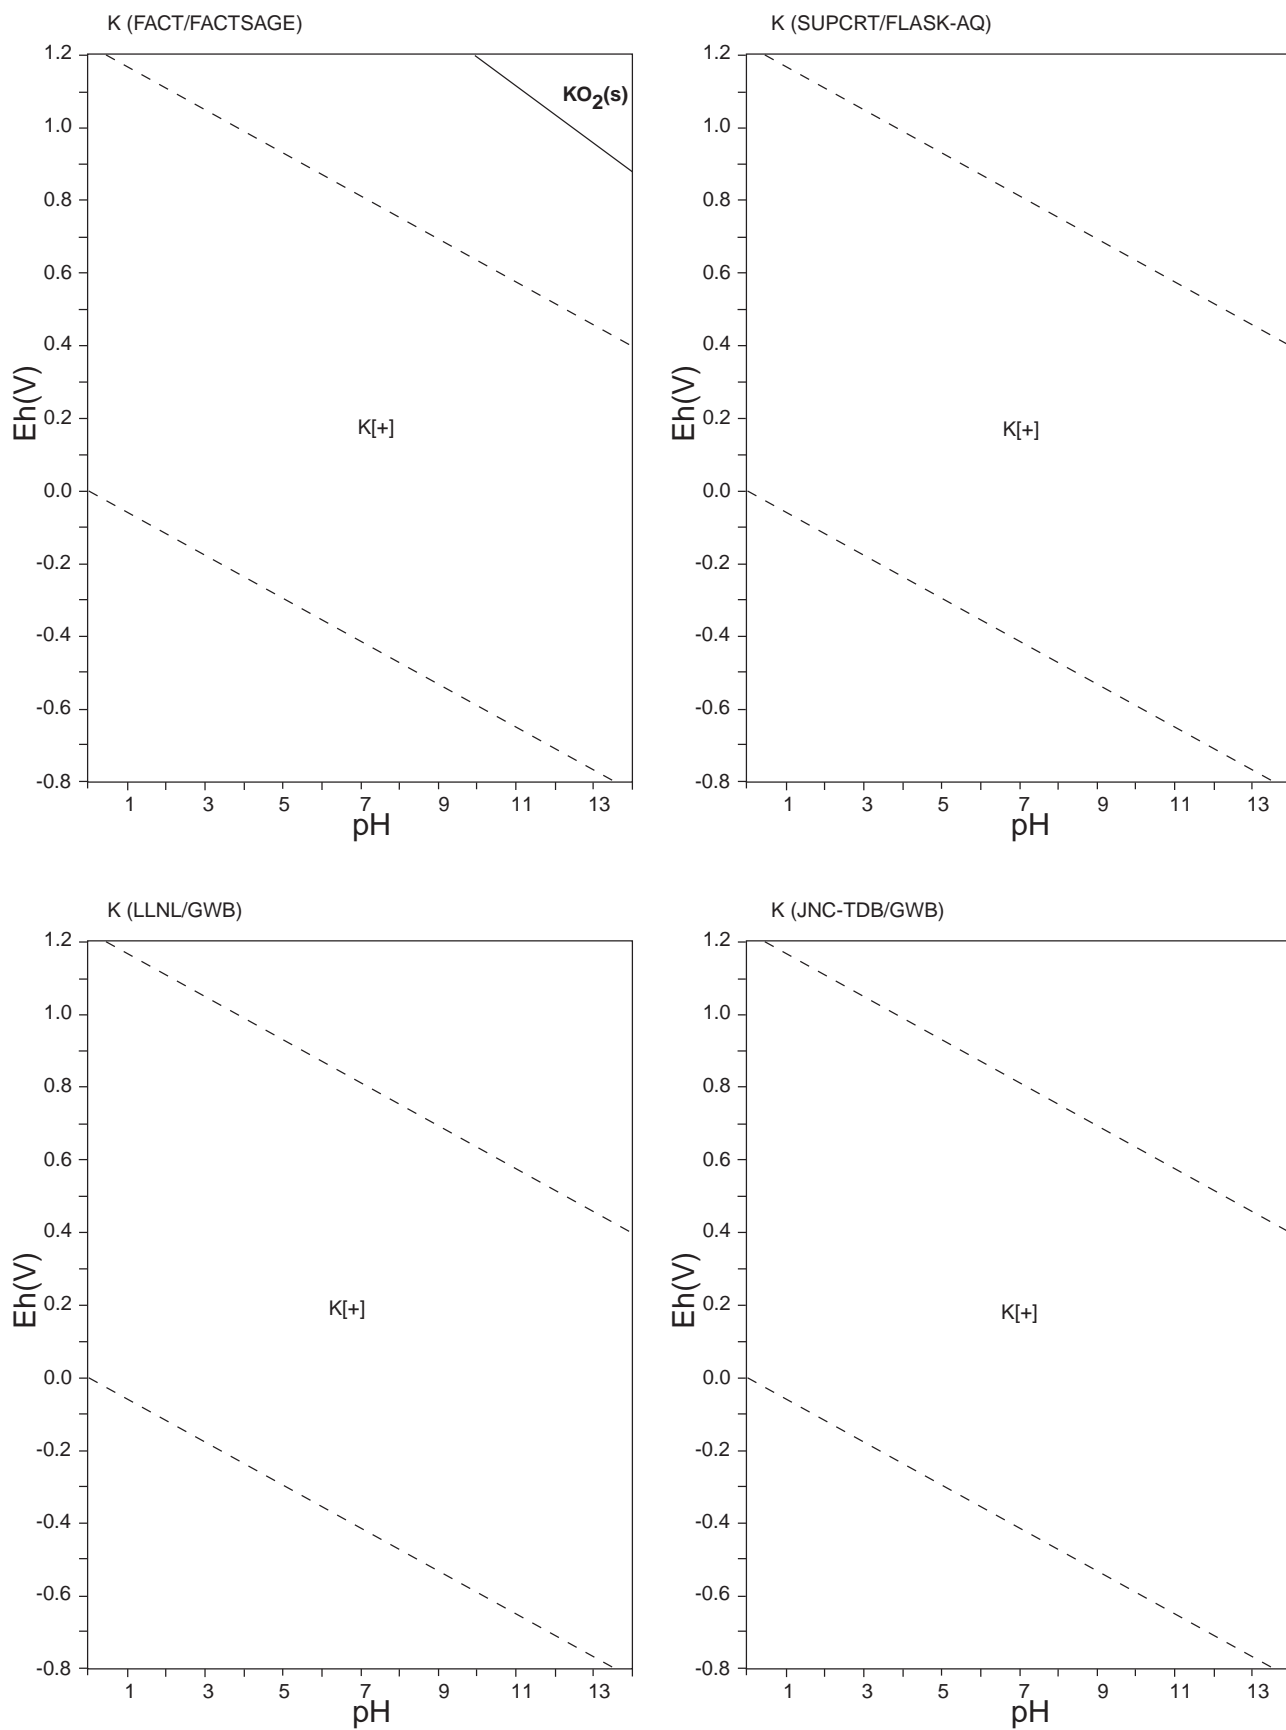 K (FACT/FACTSAGE)
1.2
1.0
0.8
0.6
0.4
0.2
0.0
-0.2
-0.4
-0.6
-0.8
Eh(V)
KO2(s)
K[+]
1 3 5 7 9 11 13
pH
K (SUPCRT/FLASK-AQ)
1.2
1.0
0.8
0.6
0.4
0.2
0.0
-0.2
-0.4
-0.6
-0.8
Eh(V)
K[+]
1 3 5 7 9 11 13
pH
K (LLNL/GWB)
1.2
1.0
0.8
0.6
0.4
0.2
0.0
-0.2
-0.4
-0.6
-0.8
Eh(V)
K[+]
1 3 5 7 9 11 13
pH
K (JNC-TDB/GWB)
1.2
1.0
0.8
0.6
0.4
0.2
0.0
-0.2
-0.4
-0.6
-0.8
Eh(V)
K[+]
1 3 5 7 9 11 13
pH